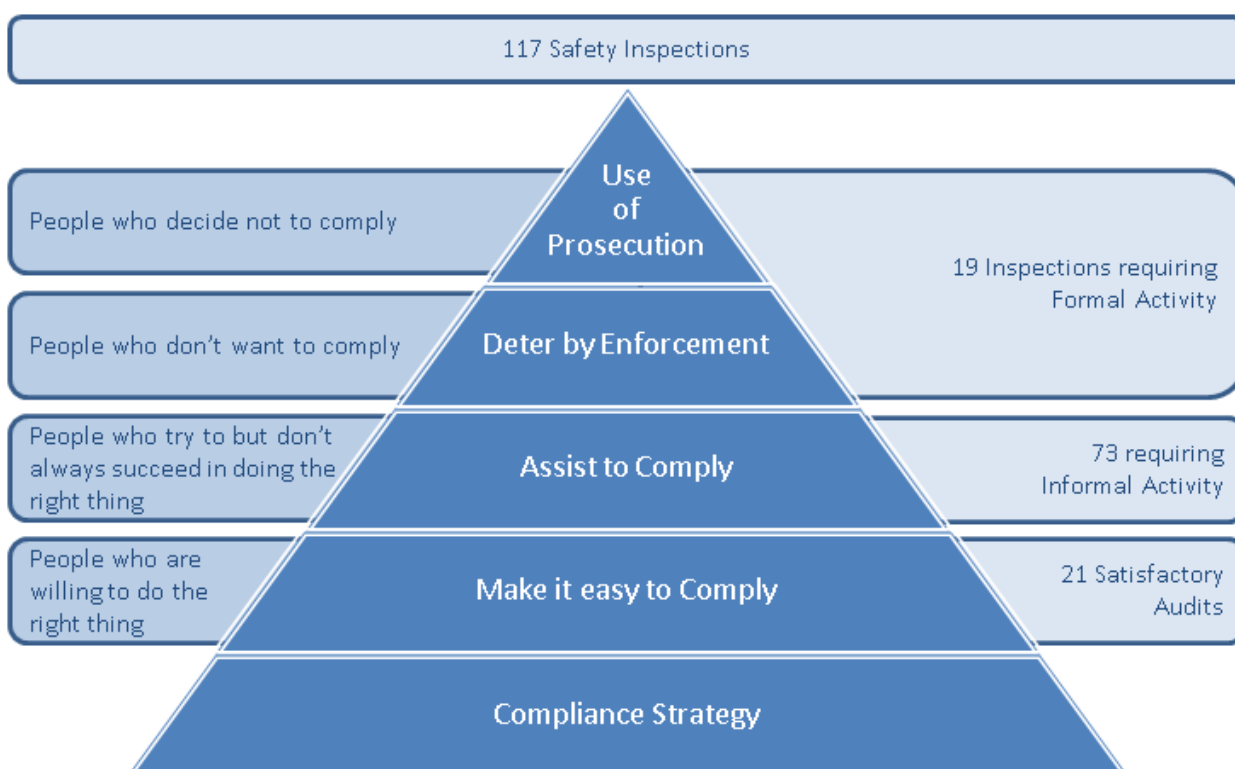 117 Safety Inspections
Use
of
Prosecution
People who decide not to comply
19 Inspections requiring
Formal Activity
People who don't want to comply
Deter by Enforcement
People who try to but don't
always succeed in doing the
right thing
Assist to Comply
73 requiring
Informal Activity
People who are
willing to do the
right thing
Make it easy to Comply
21 Satisfactory
Audits
Compliance Strategy